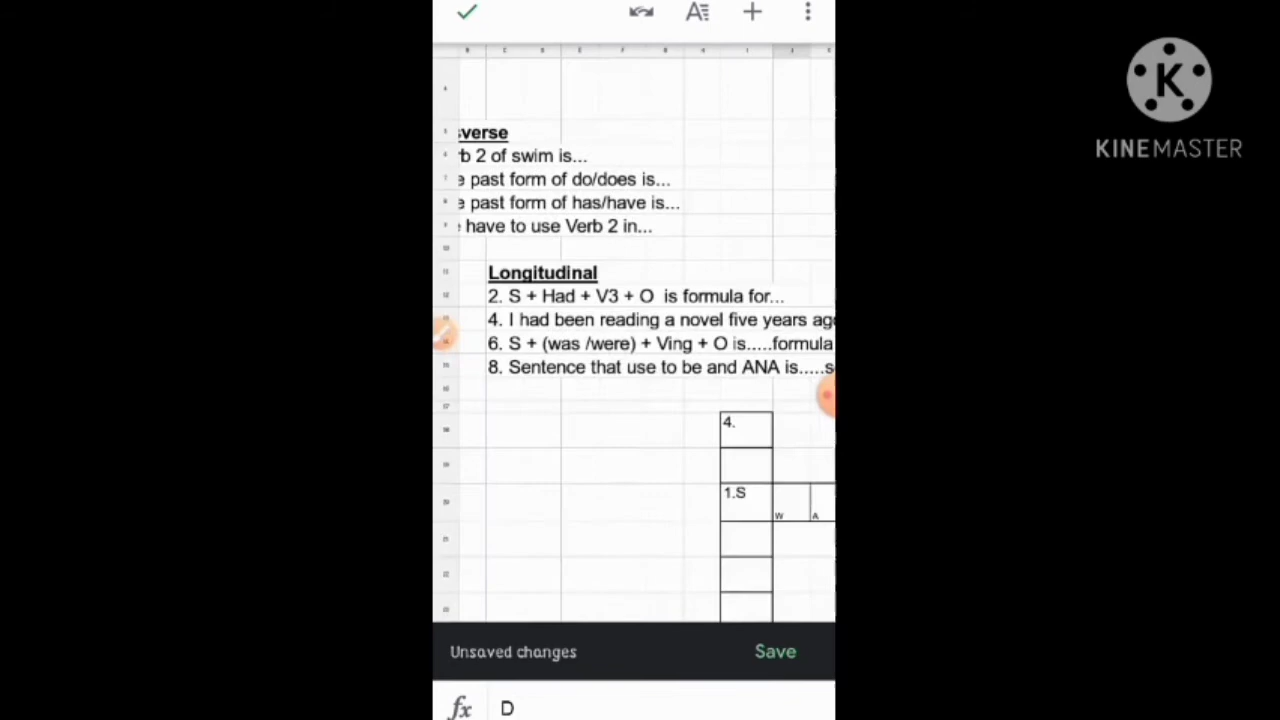 KINEMASTER
sverse
rb 2 of swim is...
e past form of do/does is...
e past form of has/have is...
have to use Verb 2 in...
Longitudinal
2. S + Had + V3 + O is formula for...
4. I had been reading a novel five years ago
6. S + (was /were) + Ving + O is.....formula
8. Sentence that use to be and ANA is.....s
4.
1.S W A
Unsaved changes Save
fx D